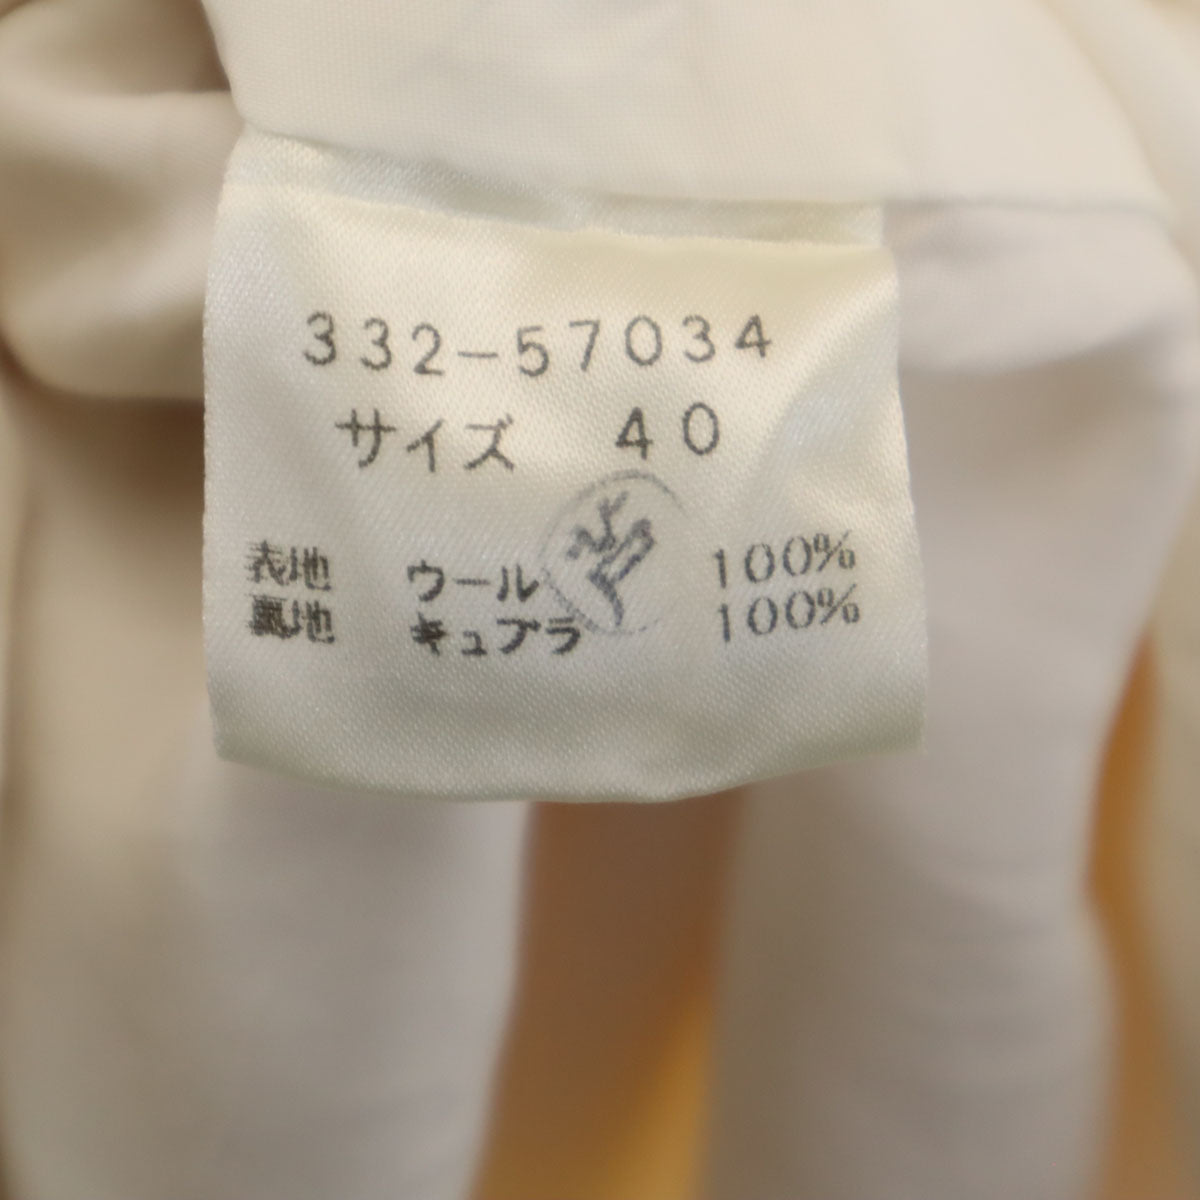 332-57034
サイズ 40
表地 ウール 100%
裏地 キュプラ 100%